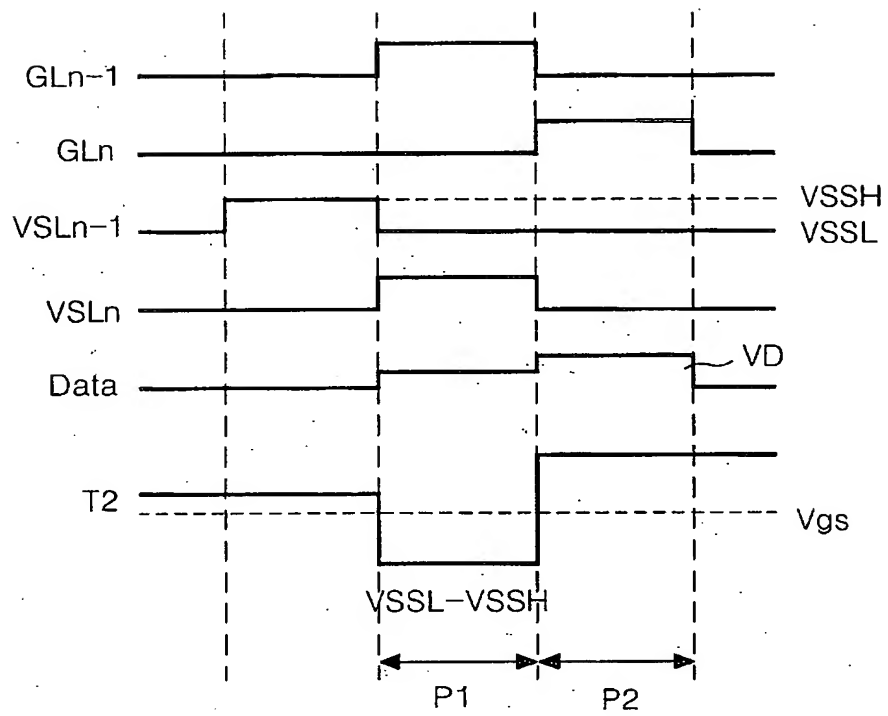 GLn-1
GLn
VSLn-1
VSSH
VSSL
VSLn
Data
VD
T2
Vgs
VSSL-VSSH
P1
P2